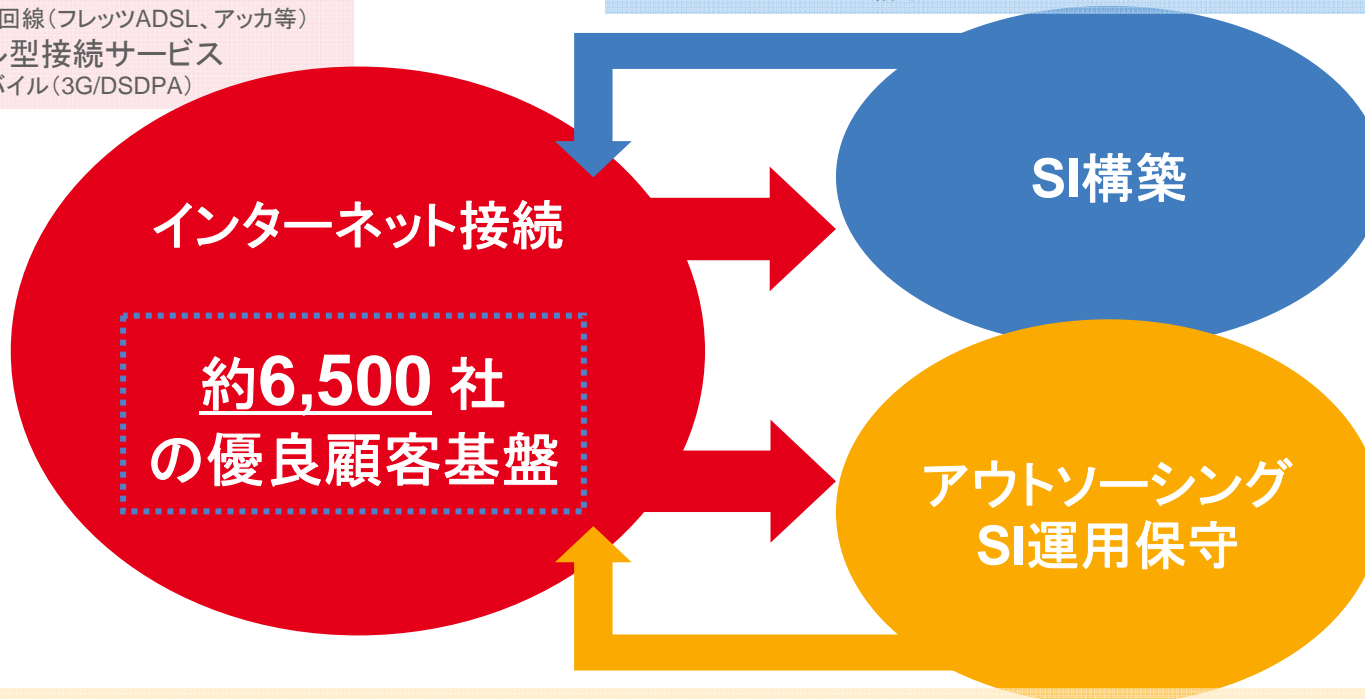 回線(フレッツADSL、アッカ等)
型接続サービス
バイル(3G/DSDPA)
インターネット接続
約6,500 社
の優良顧客基盤
SI構築
アウトソーシング
SI運用保守